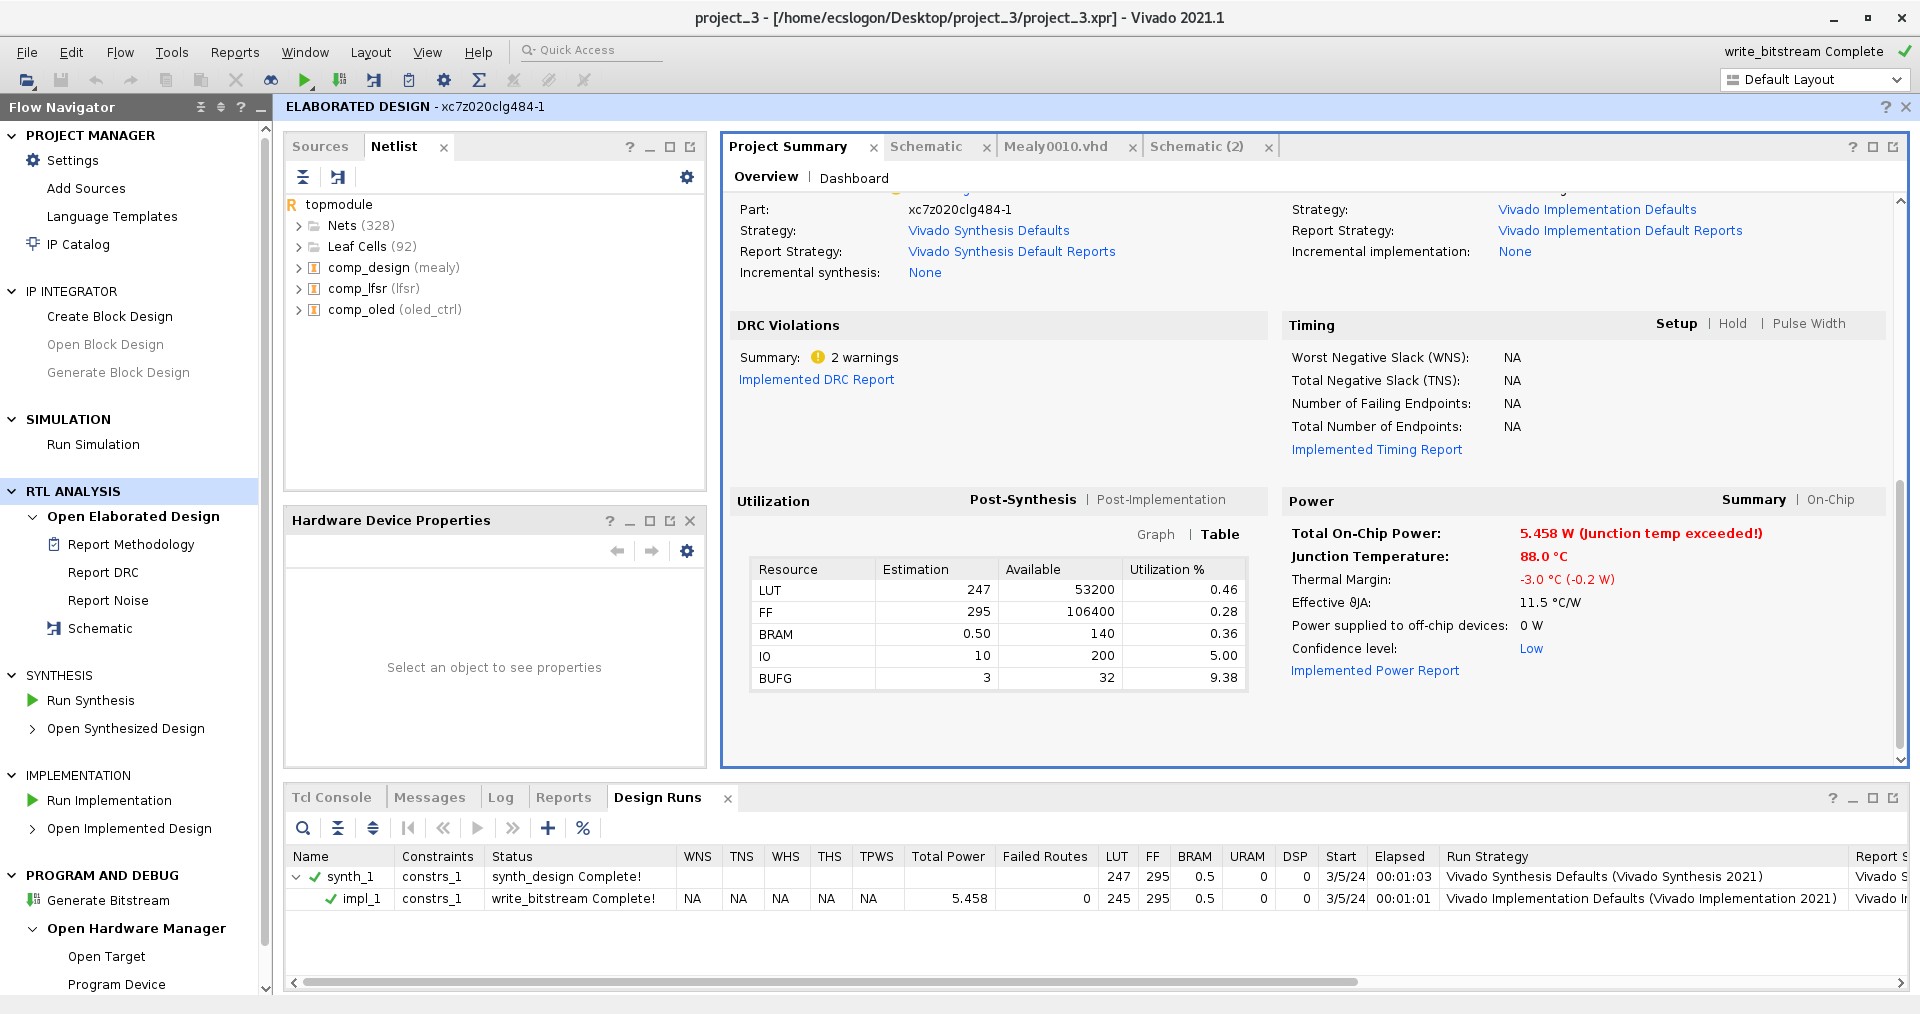 project_3 - [/home/ecslogon/Desktop/project_3/project_3.xpr] - Vivado 2021.1
File Edit Flow Tools Reports Window Layout View Help Quick Access
write_bitstream Complete
Default Layout
Flow Navigator
PROJECT MANAGER
Settings
Add Sources
Language Templates
IP Catalog
IP INTEGRATOR
Create Block Design
Open Block Design
Generate Block Design
SIMULATION
Run Simulation
RTL ANALYSIS
Open Elaborated Design
Report Methodology
Report DRC
Report Noise
Schematic
SYNTHESIS
Run Synthesis
Open Synthesized Design
IMPLEMENTATION
Run Implementation
Open Implemented Design
PROGRAM AND DEBUG
Generate Bitstream
Open Hardware Manager
Open Target
Program Device
ELABORATED DESIGN - xc7z020clg484-1
Sources Netlist
topmodule
Nets (328)
Leaf Cells (92)
comp_design (mealy)
comp_lfsr (lfsr)
comp_oled (oled_ctrl)
Hardware Device Properties
Select an object to see properties
Project Summary Schematic Mealy0010.vhd Schematic (2)
Overview | Dashboard
Part: xc7z020clg484-1
Strategy: Vivado Synthesis Defaults
Report Strategy: Vivado Synthesis Default Reports
Incremental synthesis: None
Strategy: Vivado Implementation Defaults
Report Strategy: Vivado Implementation Default Reports
Incremental implementation: None
DRC Violations
Summary: 2 warnings
Implemented DRC Report
Timing Setup | Hold | Pulse Width
Worst Negative Slack (WNS): NA
Total Negative Slack (TNS): NA
Number of Failing Endpoints: NA
Total Number of Endpoints: NA
Implemented Timing Report
Utilization Post-Synthesis | Post-Implementation
Graph | Table
Resource Estimation Available Utilization %
LUT 247 53200 0.46
FF 295 106400 0.28
BRAM 0.50 140 0.36
IO 10 200 5.00
BUFG 3 32 9.38
Power Summary | On-Chip
Total On-Chip Power: 5.458 W (Junction temp exceeded!)
Junction Temperature: 88.0 °C
Thermal Margin: -3.0 °C (-0.2 W)
Effective ϑJA: 11.5 °C/W
Power supplied to off-chip devices: 0 W
Confidence level: Low
Implemented Power Report
Tcl Console Messages Log Reports Design Runs
Name Constraints Status WNS TNS WHS THS TPWS Total Power Failed Routes LUT FF BRAM URAM DSP Start Elapsed Run Strategy Report S
synth_1 constrs_1 synth_design Complete! 247 295 0.5 0 0 3/5/24 00:01:03 Vivado Synthesis Defaults (Vivado Synthesis 2021) Vivado S
impl_1 constrs_1 write_bitstream Complete! NA NA NA NA NA 5.458 0 245 295 0.5 0 0 3/5/24 00:01:01 Vivado Implementation Defaults (Vivado Implementation 2021) Vivado I